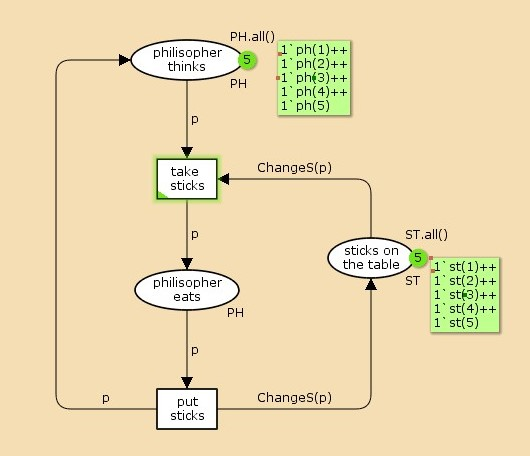 PH.all()
philisopher
thinks
5
1`ph(1)++
1`ph(2)++
1`ph(3)++
1`ph(4)++
1`ph(5)
PH
p
take
sticks
ChangeS(p)
p
ST.all()
sticks on
the table
5
1`st(1)++
1`st(2)++
1`st(3)++
1`st(4)++
1`st(5)
ST
philisopher
eats
PH
p
p
put
sticks
ChangeS(p)